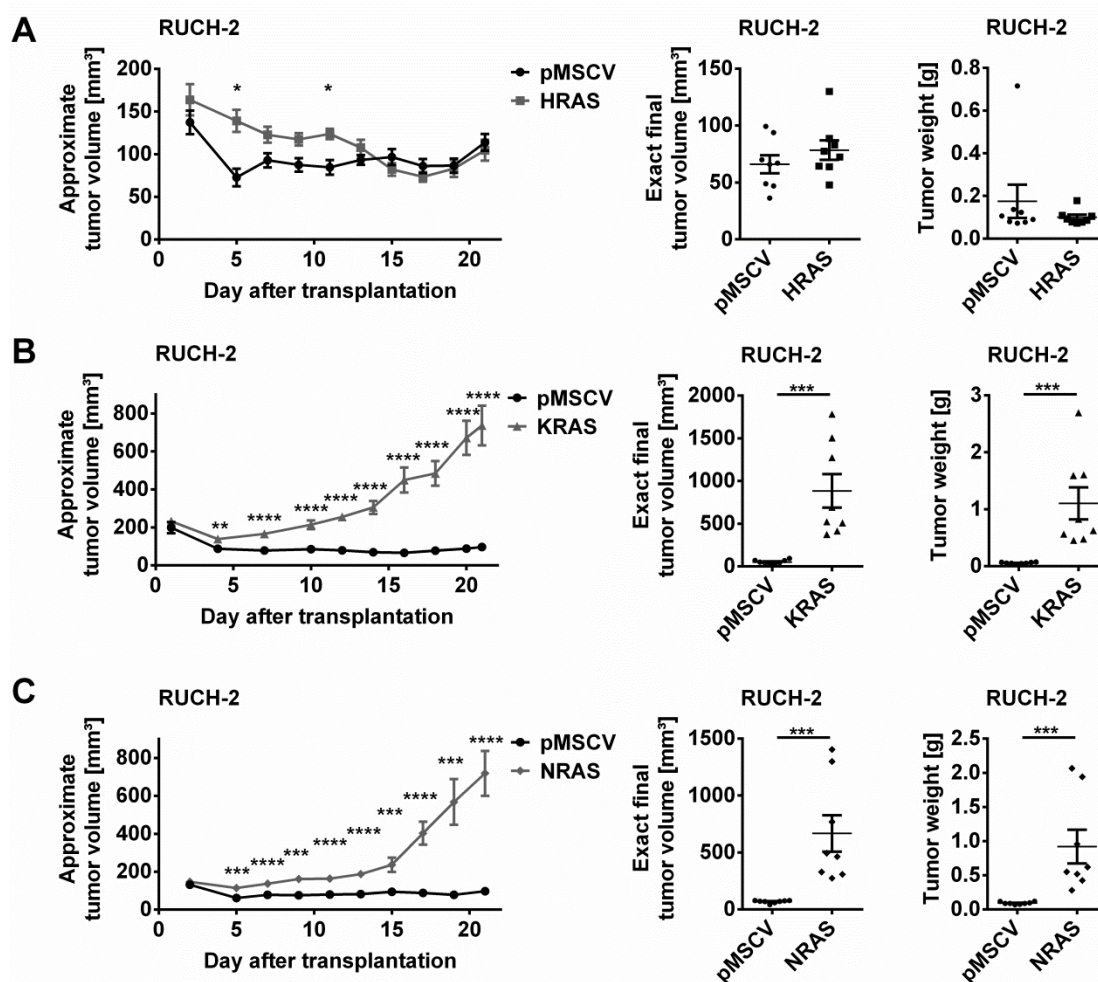 A
RUCH-2
Approximate
tumor volume [mm³]
200
150
100
50
0
* *
pMSCV
HRAS
0 5 10 15 20
Day after transplantation
RUCH-2
Exact final
tumor volume [mm³]
150
100
50
0
pMSCV
HRAS
RUCH-2
Tumor weight [g]
0.8
0.6
0.4
0.2
0.0
pMSCV
HRAS
B
RUCH-2
Approximate
tumor volume [mm³]
800
600
400
200
0
** **** **** **** **** **** **** **** ****
pMSCV
KRAS
0 5 10 15 20
Day after transplantation
RUCH-2
Exact final
tumor volume [mm³]
2000
1500
1000
500
0
***
pMSCV
KRAS
RUCH-2
Tumor weight [g]
3
2
1
0
***
pMSCV
KRAS
C
RUCH-2
Approximate
tumor volume [mm³]
800
600
400
200
0
*** **** *** **** **** *** **** *** ****
pMSCV
NRAS
0 5 10 15 20
Day after transplantation
RUCH-2
Exact final
tumor volume [mm³]
1500
1000
500
0
***
pMSCV
NRAS
RUCH-2
Tumor weight [g]
2.5
2.0
1.5
1.0
0.5
0.0
***
pMSCV
NRAS